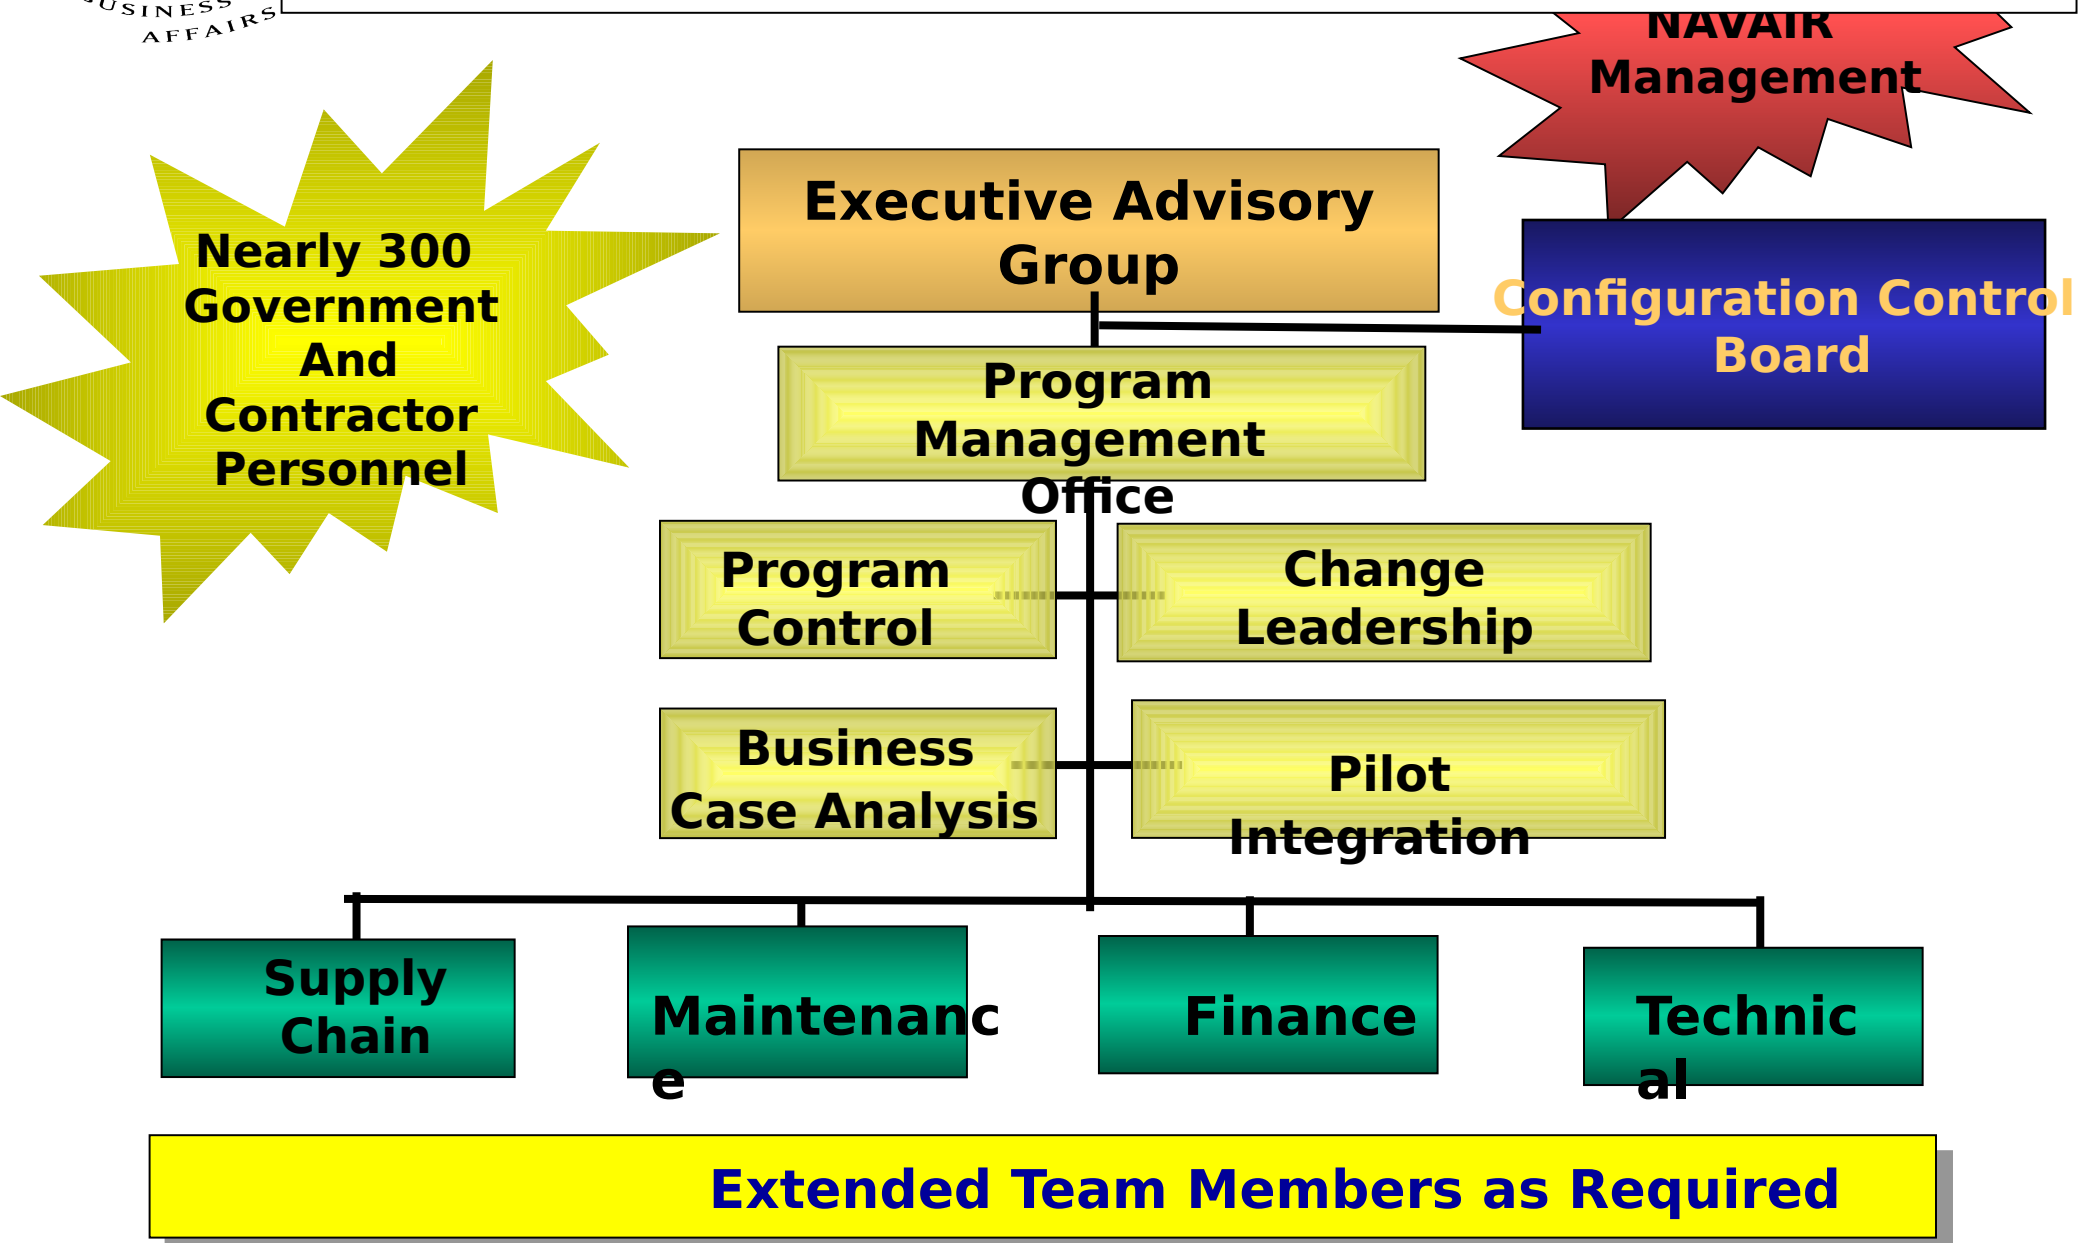 BUSINESS
AFFAIRS
NAVAIR
Management
Nearly 300
Government
And
Contractor
Personnel
Executive Advisory
Group
Configuration Control
Board
Program
Management
Office
Program
Control
Change
Leadership
Business
Case Analysis
Pilot
Integration
Supply
Chain
Maintenanc
e
Finance
Technic
al
Extended Team Members as Required